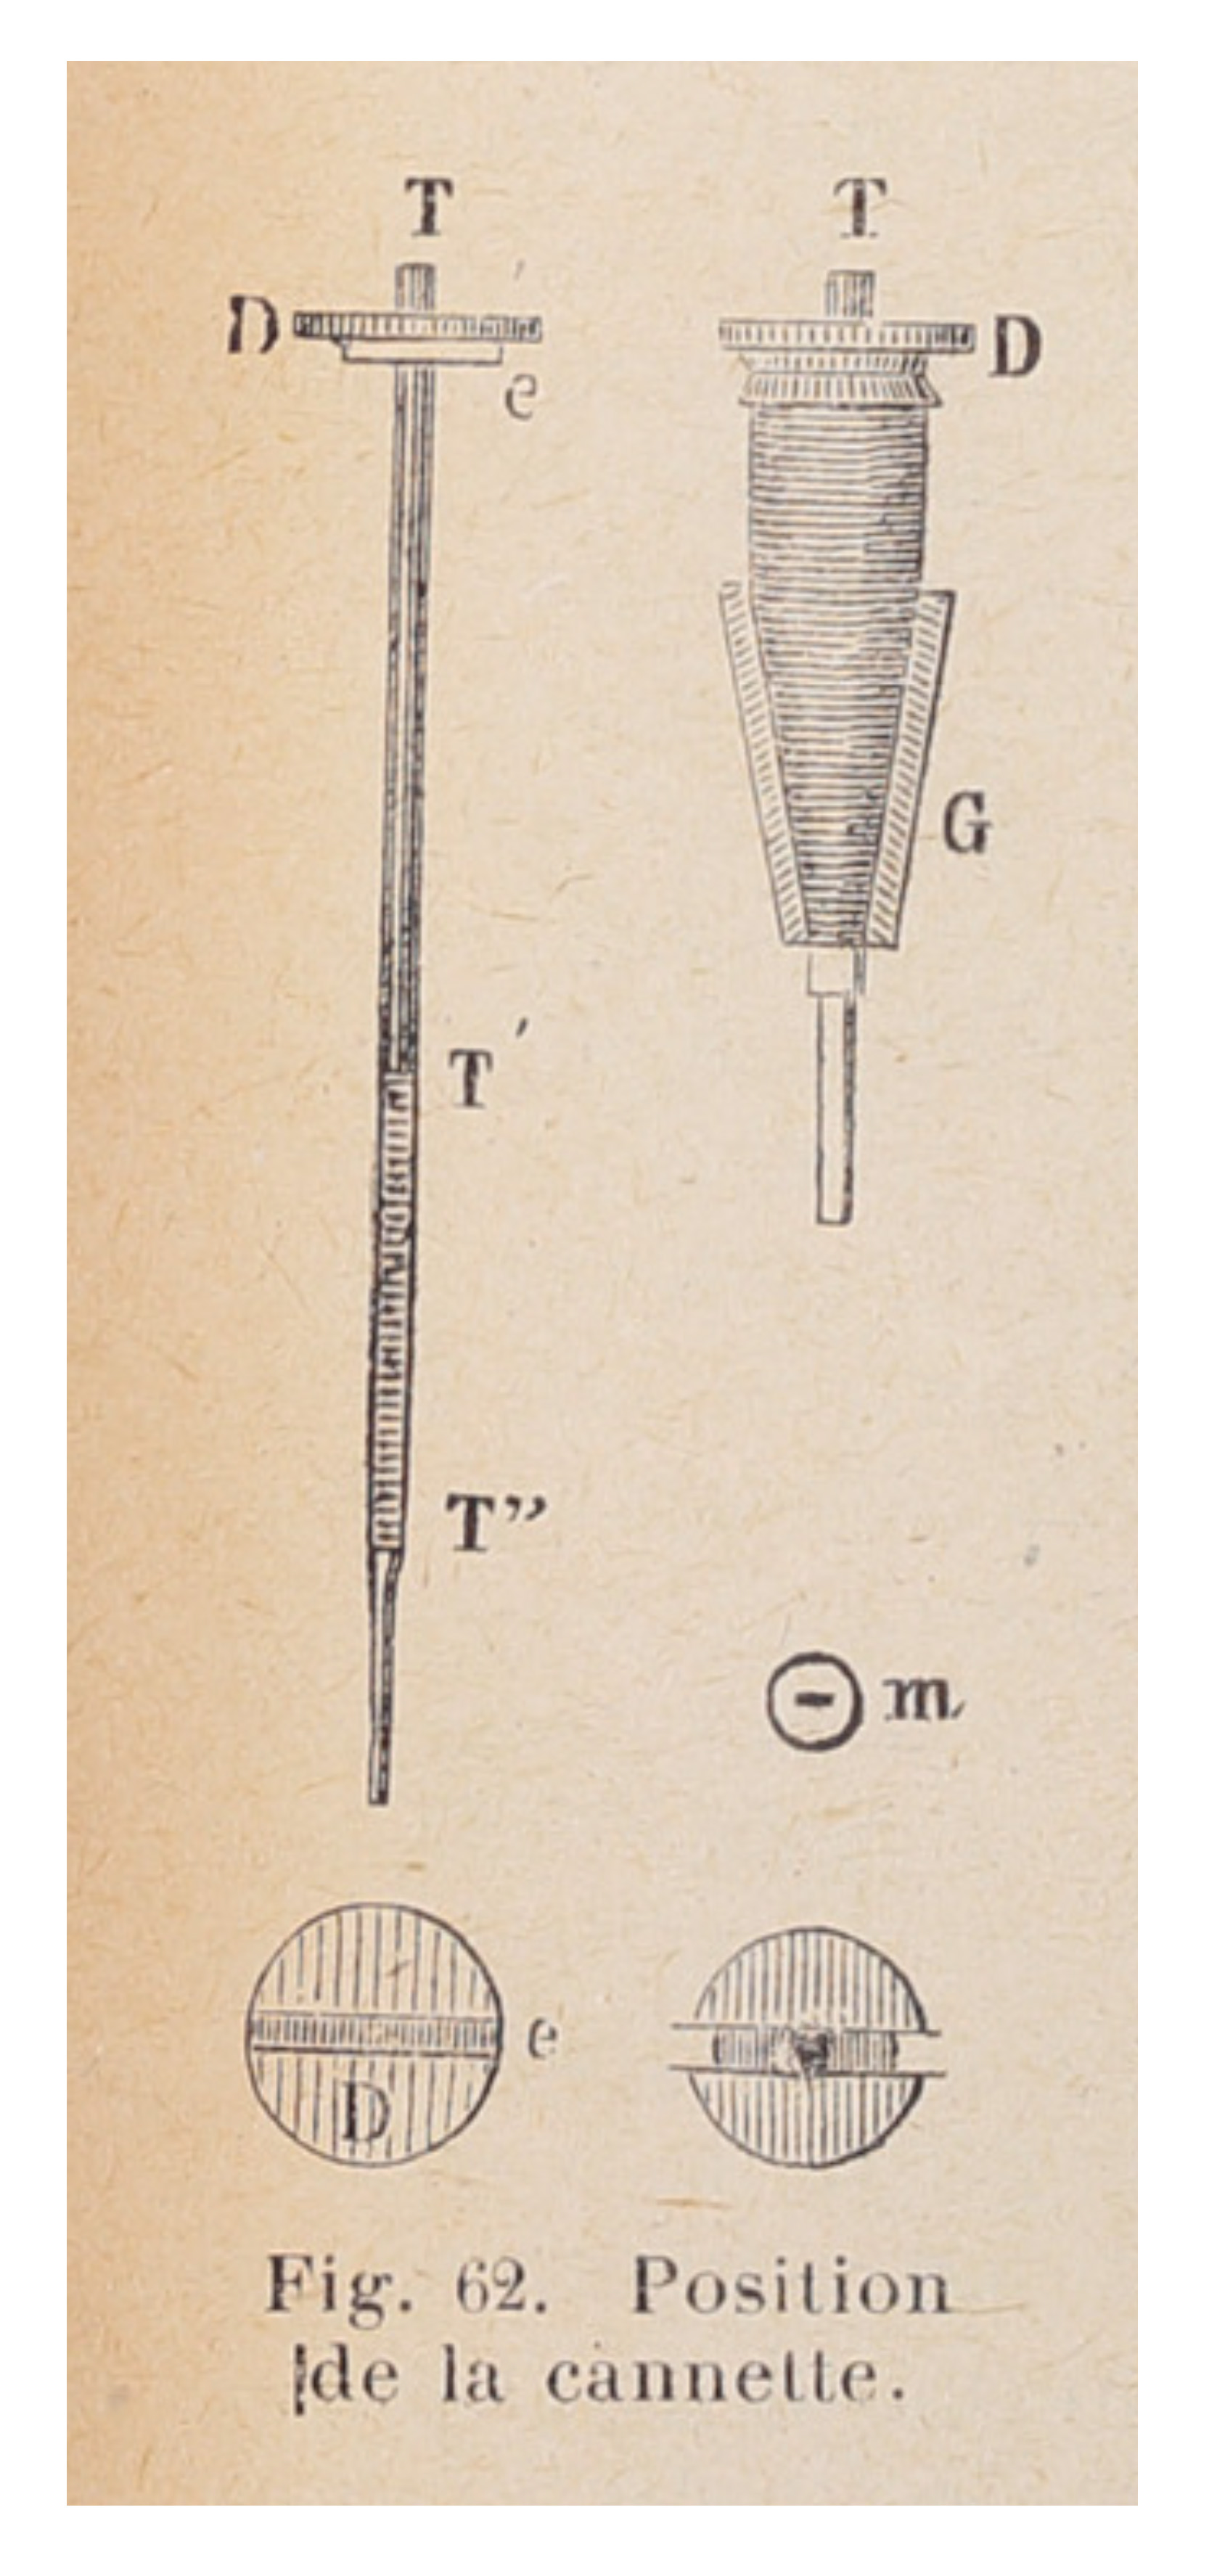 T T
D D
e
G
T'
T”
m
e
D
Fig. 62. Position
de la cannette.